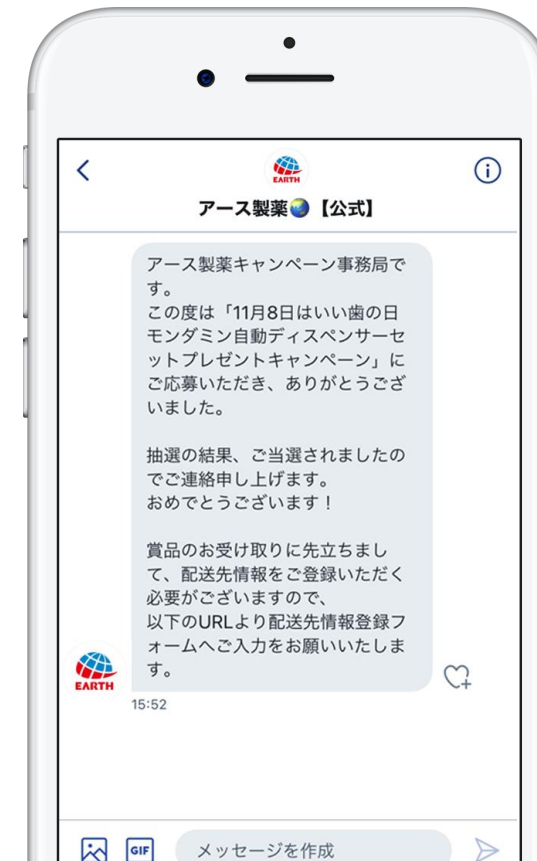 EARTH
アース製薬🌏【公式】
アース製薬キャンペーン事務局で
す。
この度は「11月8日はいい歯の日
モンダミン自動ディスペンサーセ
ットプレゼントキャンペーン」に
ご応募いただき、ありがとうござ
いました。
抽選の結果、ご当選されましたの
でご連絡申し上げます。
おめでとうございます！
賞品のお受け取りに先立ちまし
て、配送先情報をご登録いただく
必要がございますので、
以下のURLより配送先情報登録フ
ォームへご入力をお願いいたしま
す。
EARTH
15:52
GIF
メッセージを作成